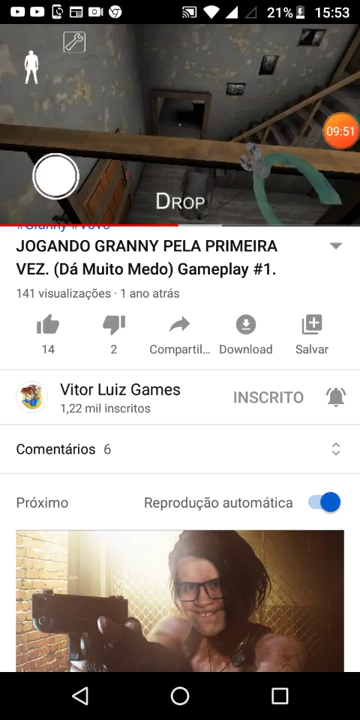 21% 15:53
09:51
DROP
#Granny #Vovó
JOGANDO GRANNY PELA PRIMEIRA
VEZ. (Dá Muito Medo) Gameplay #1.
141 visualizações · 1 ano atrás
14
2
Compartil...
Download
Salvar
Vitor Luiz Games
INSCRITO
1,22 mil inscritos
Comentários 6
Próximo
Reprodução automática